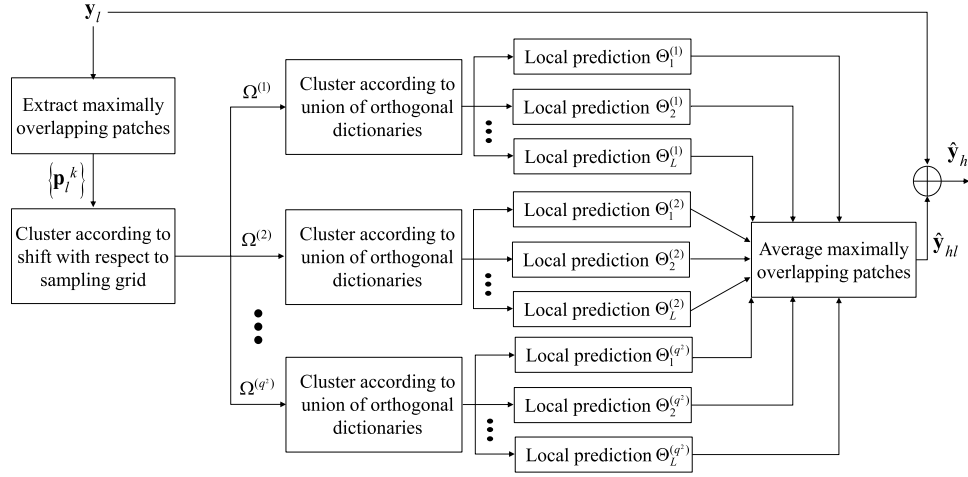 y_l
Extract maximally
overlapping patches
{p_l^k}
Cluster according to
shift with respect to
sampling grid
Ω^(1)
Cluster according to
union of orthogonal
dictionaries
Local prediction Θ_1^(1)
Local prediction Θ_2^(1)
Local prediction Θ_L^(1)
Ω^(2)
Cluster according to
union of orthogonal
dictionaries
Local prediction Θ_1^(2)
Local prediction Θ_2^(2)
Local prediction Θ_L^(2)
Ω^(q²)
Cluster according to
union of orthogonal
dictionaries
Local prediction Θ_1^(q²)
Local prediction Θ_2^(q²)
Local prediction Θ_L^(q²)
Average maximally
overlapping patches
ŷ_hl
ŷ_h